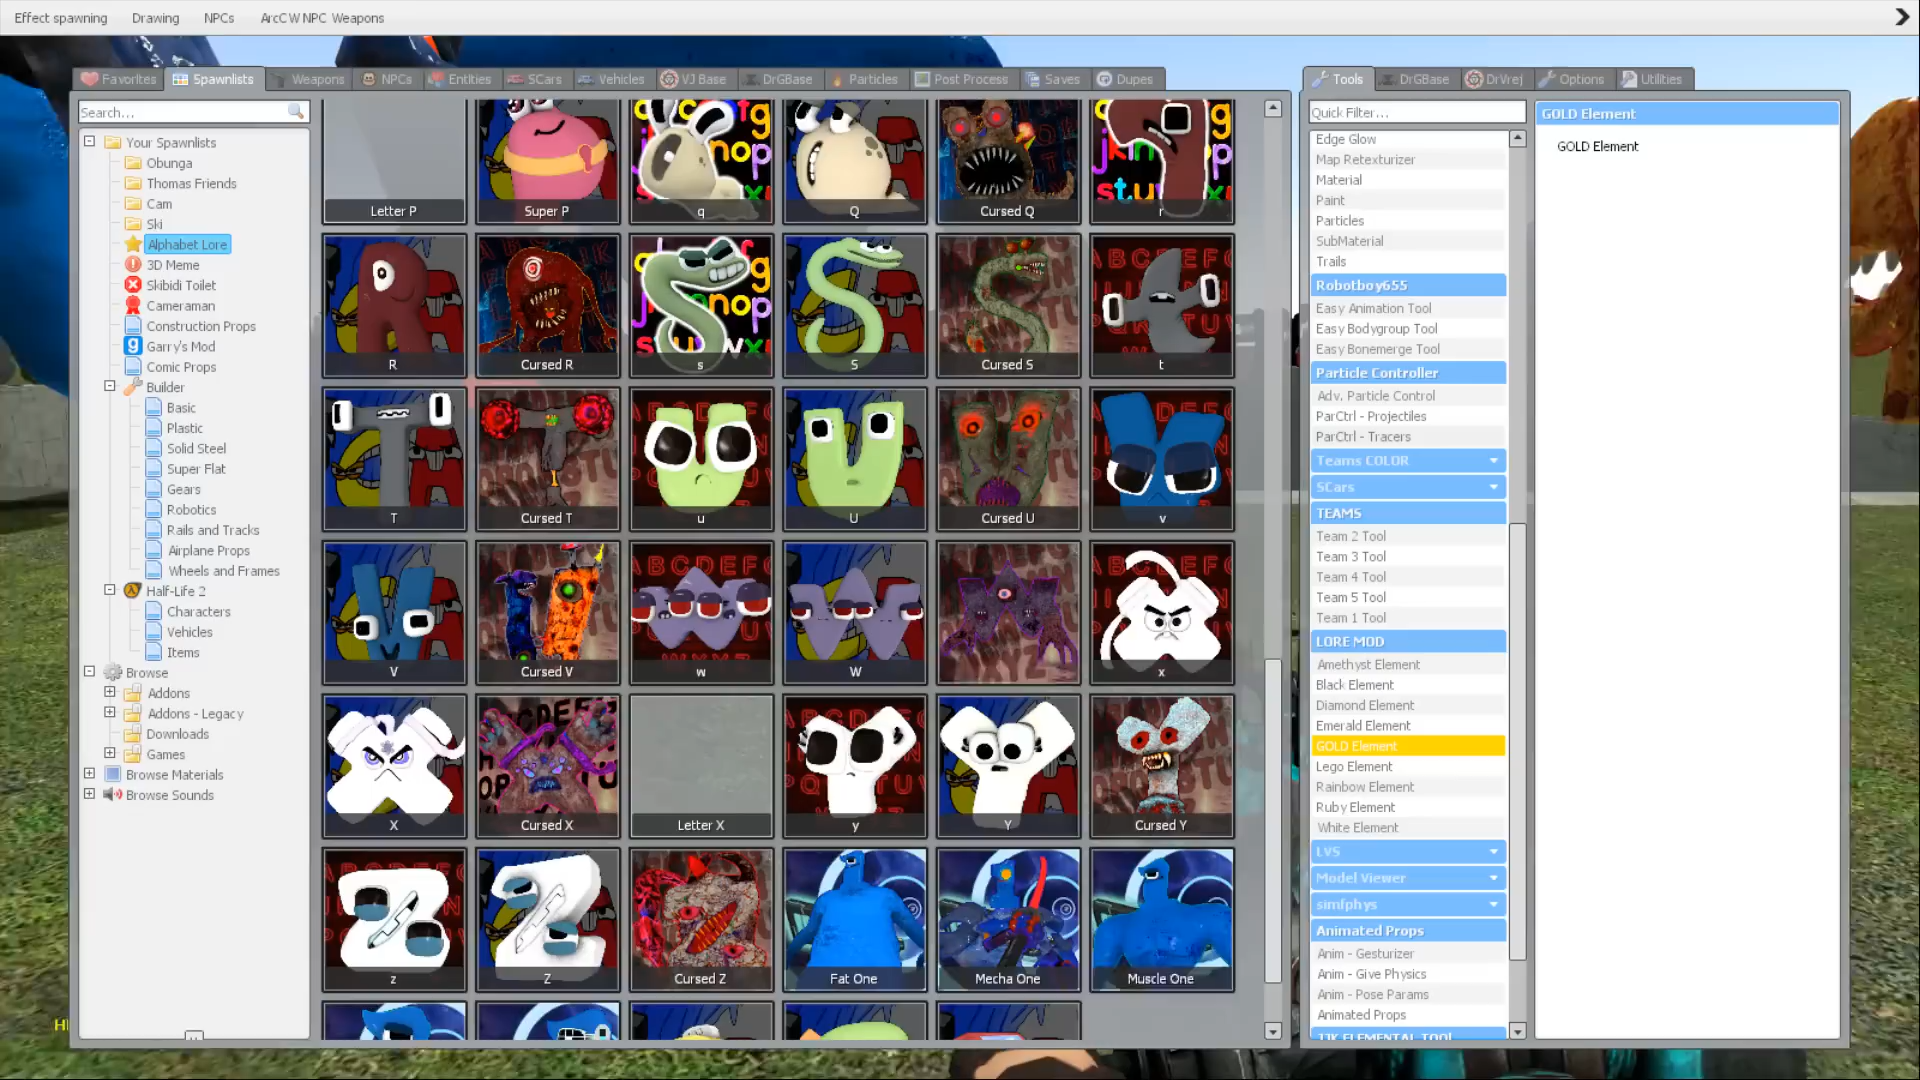 Effect spawning Drawing NPCs ArcCW NPC Weapons
Favorites Spawnlists Weapons NPCs Entities SCars Vehicles VJ Base DrGBase Particles Post Process Saves Dupes
Search...
Your Spawnlists
Obunga
Thomas Friends
Cam
Ski
Alphabet Lore
3D Meme
Skibidi Toilet
Cameraman
Construction Props
Garry's Mod
Comic Props
Builder
Basic
Plastic
Solid Steel
Super Flat
Gears
Robotics
Rails and Tracks
Airplane Props
Wheels and Frames
Half-Life 2
Characters
Vehicles
Items
Browse
Addons
Addons - Legacy
Downloads
Games
Browse Materials
Browse Sounds
Letter P Super P q Q Cursed Q r
R Cursed R s S Cursed S t
T Cursed T u U Cursed U v
V Cursed V w W x
X Cursed X Letter X y Y Cursed Y
z Z Cursed Z Fat One Mecha One Muscle One
Tools DrGBase DrVrej Options Utilities
Quick Filter...
Edge Glow
Map Retexturizer
Material
Paint
Particles
SubMaterial
Trails
Robotboy655
Easy Animation Tool
Easy Bodygroup Tool
Easy Bonemerge Tool
Particle Controller
Adv. Particle Control
ParCtrl - Projectiles
ParCtrl - Tracers
Teams COLOR
SCars
TEAMS
Team 2 Tool
Team 3 Tool
Team 4 Tool
Team 5 Tool
Team 1 Tool
LORE MOD
Amethyst Element
Black Element
Diamond Element
Emerald Element
GOLD Element
Lego Element
Rainbow Element
Ruby Element
White Element
LVS
Model Viewer
simfphys
Animated Props
Anim - Gesturizer
Anim - Give Physics
Anim - Pose Params
Animated Props
JJK ELEMENTAL TOOL
GOLD Element
GOLD Element